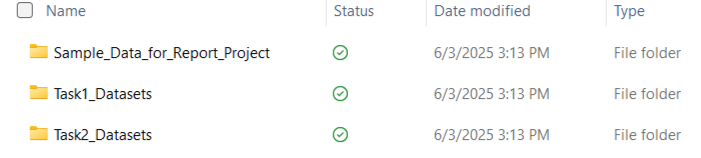 Name Status Date modified Type
Sample_Data_for_Report_Project 6/3/2025 3:13 PM File folder
Task1_Datasets 6/3/2025 3:13 PM File folder
Task2_Datasets 6/3/2025 3:13 PM File folder